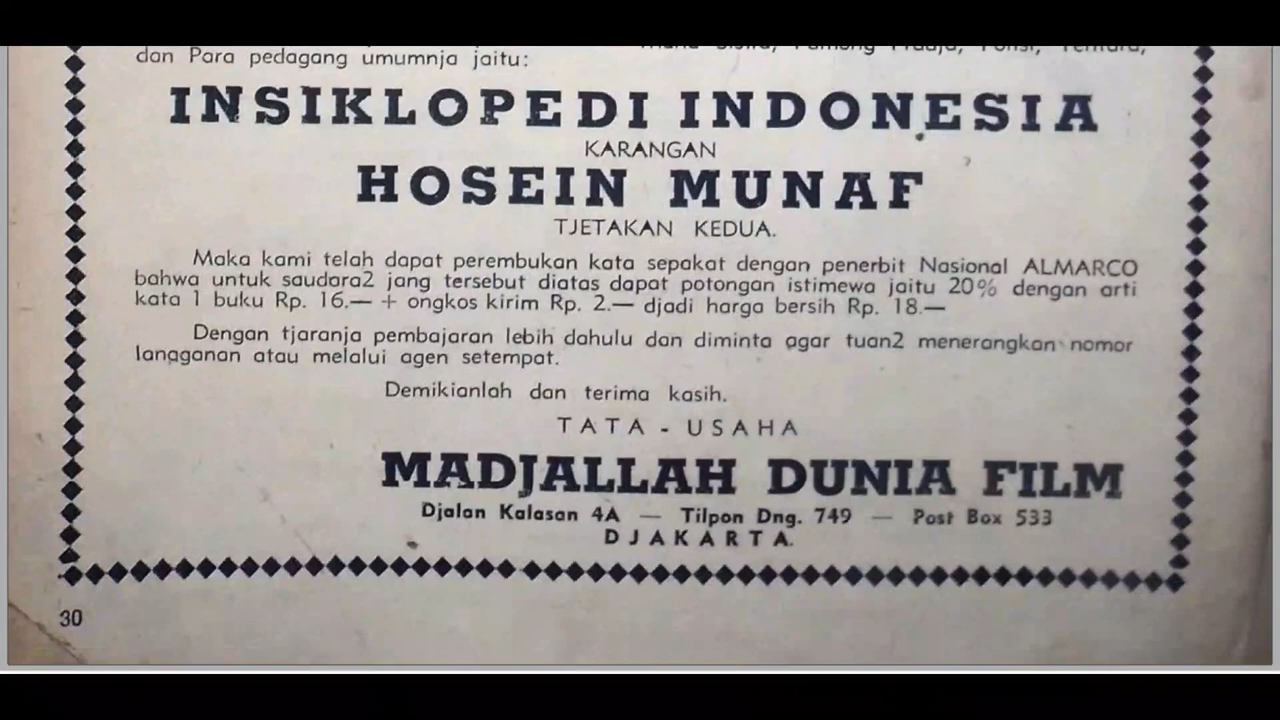 dan Para pedagang umumnja jaitu:
INSIKLOPEDI INDONESIA
KARANGAN
HOSEIN MUNAF
TJETAKAN KEDUA.
Maka kami telah dapat perembukan kata sepakat dengan penerbit Nasional ALMARCO
bahwa untuk saudara2 jang tersebut diatas dapat potongan istimewa jaitu 20% dengan arti
kata 1 buku Rp. 16.— + ongkos kirim Rp. 2.— djadi harga bersih Rp. 18.—
Dengan tjaranja pembajaran lebih dahulu dan diminta agar tuan2 menerangkan nomor
langganan atau melalui agen setempat.
Demikianlah dan terima kasih.
TATA - USAHA
MADJALLAH DUNIA FILM
Djalan Kalasan 4A — Tilpon Dng. 749 — Post Box 533
DJAKARTA.
30